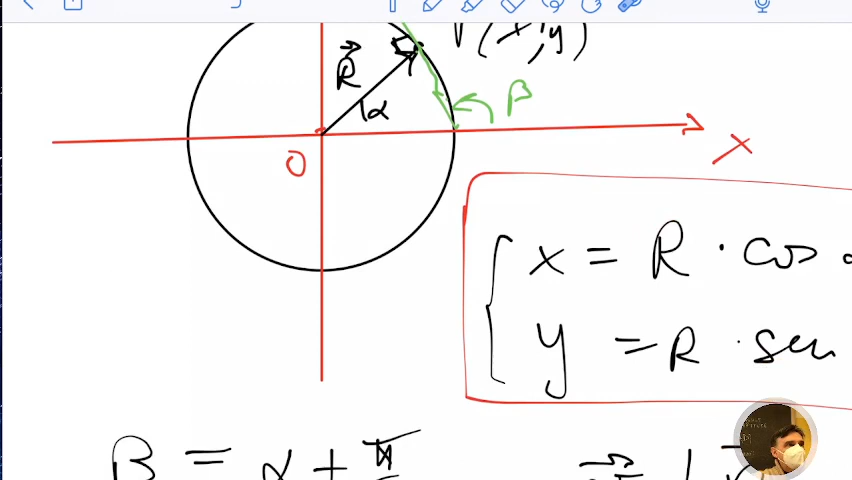 P(x,y)
R⃗
α
β
O
x
x = R · cos
y = R · sen
β = α + π